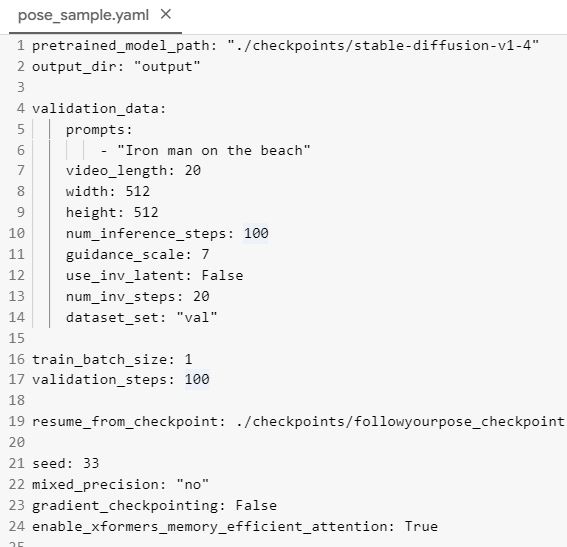 pose_sample.yaml ×
1 pretrained_model_path: "./checkpoints/stable-diffusion-v1-4"
2 output_dir: "output"
3
4 validation_data:
5 prompts:
6 - "Iron man on the beach"
7 video_length: 20
8 width: 512
9 height: 512
10 num_inference_steps: 100
11 guidance_scale: 7
12 use_inv_latent: False
13 num_inv_steps: 20
14 dataset_set: "val"
15
16 train_batch_size: 1
17 validation_steps: 100
18
19 resume_from_checkpoint: ./checkpoints/followyourpose_checkpoint
20
21 seed: 33
22 mixed_precision: "no"
23 gradient_checkpointing: False
24 enable_xformers_memory_efficient_attention: True